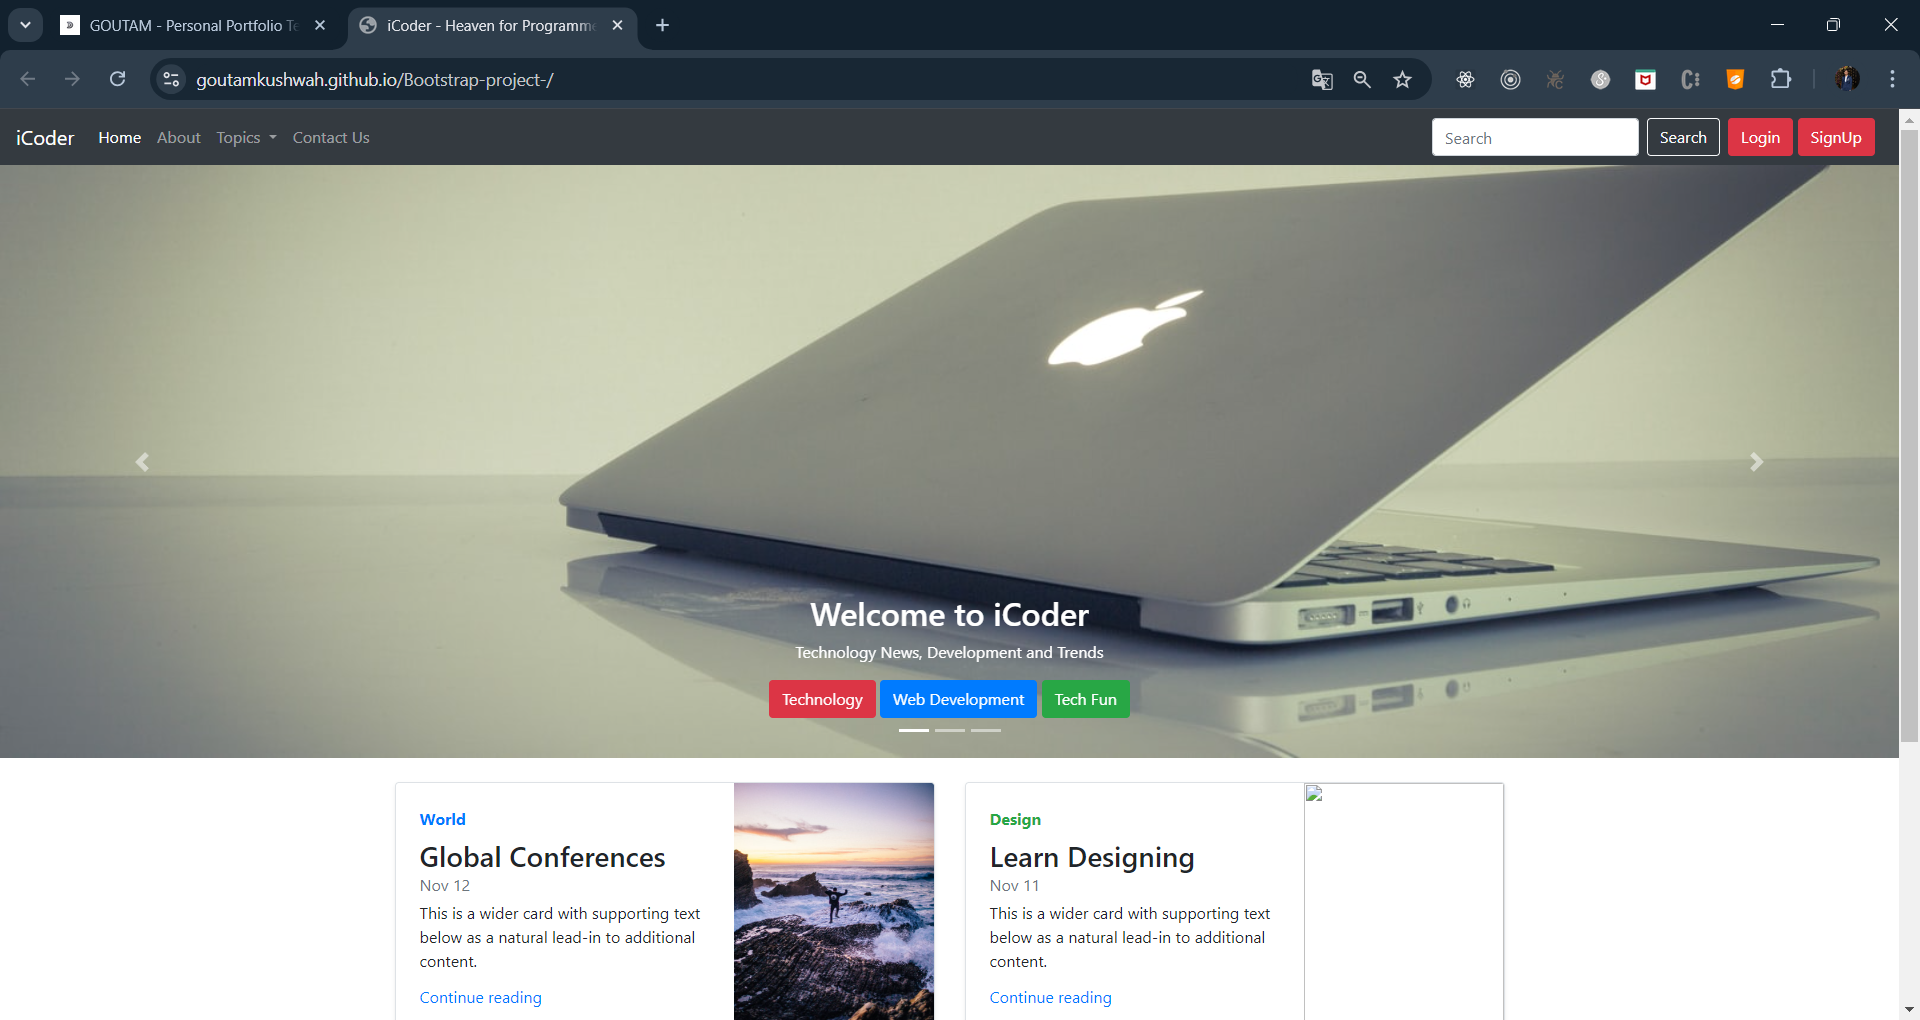 GOUTAM - Personal Portfolio Te
iCoder - Heaven for Programme
goutamkushwah.github.io/Bootstrap-project-/
iCoder Home About Topics Contact Us Search Search Login SignUp
Welcome to iCoder
Technology News, Development and Trends
Technology Web Development Tech Fun
World
Global Conferences
Nov 12
This is a wider card with supporting text
below as a natural lead-in to additional
content.
Continue reading
Design
Learn Designing
Nov 11
This is a wider card with supporting text
below as a natural lead-in to additional
content.
Continue reading